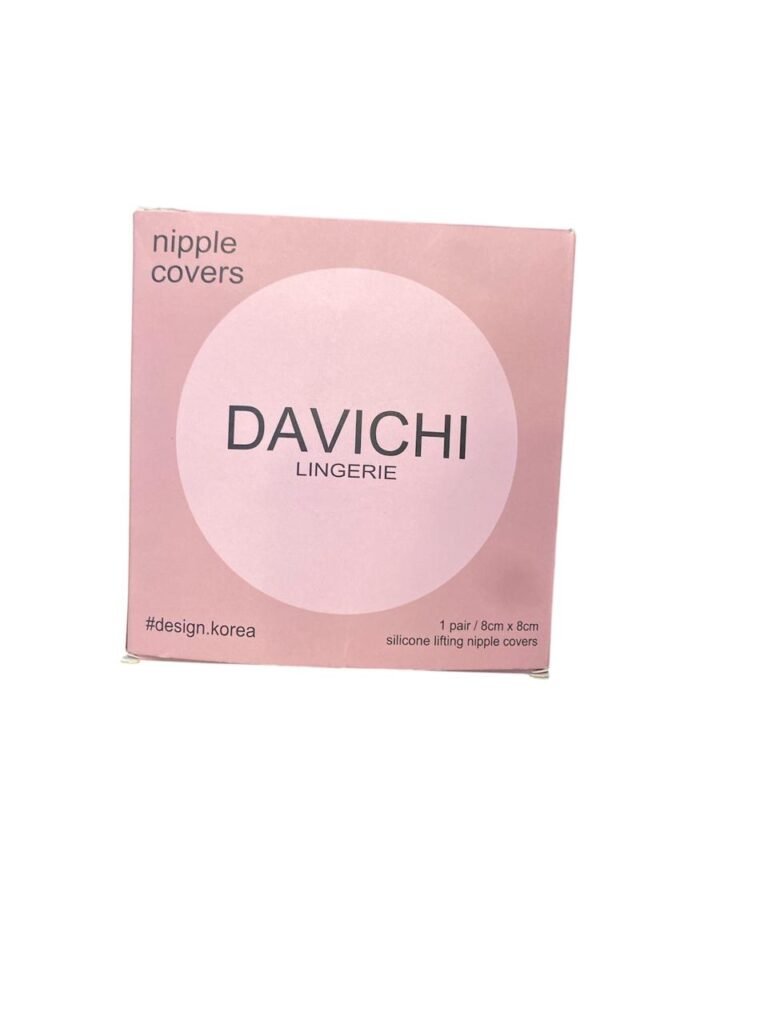 nipple
covers
DAVICHI
LINGERIE
#design.korea
1 pair / 8cm x 8cm
silicone lifting nipple covers